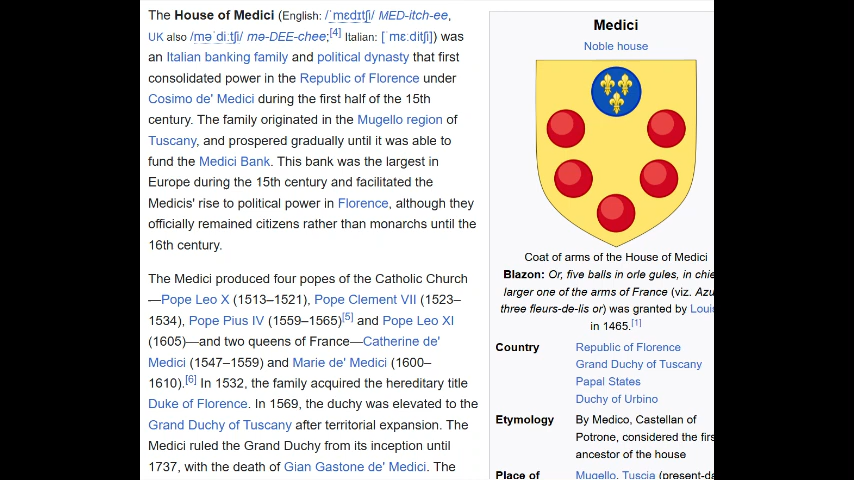 The House of Medici (English: /ˈmɛdɪtʃi/ MED-itch-ee,
UK also /məˈdiːtʃi/ mə-DEE-chee;[4] Italian: [ˈmɛːditʃi]) was
an Italian banking family and political dynasty that first
consolidated power in the Republic of Florence under
Cosimo de' Medici during the first half of the 15th
century. The family originated in the Mugello region of
Tuscany, and prospered gradually until it was able to
fund the Medici Bank. This bank was the largest in
Europe during the 15th century and facilitated the
Medicis' rise to political power in Florence, although they
officially remained citizens rather than monarchs until the
16th century.
The Medici produced four popes of the Catholic Church
—Pope Leo X (1513–1521), Pope Clement VII (1523–
1534), Pope Pius IV (1559–1565)[5] and Pope Leo XI
(1605)—and two queens of France—Catherine de'
Medici (1547–1559) and Marie de' Medici (1600–
1610).[6] In 1532, the family acquired the hereditary title
Duke of Florence. In 1569, the duchy was elevated to the
Grand Duchy of Tuscany after territorial expansion. The
Medici ruled the Grand Duchy from its inception until
1737, with the death of Gian Gastone de' Medici. The
Medici
Noble house
Coat of arms of the House of Medici
Blazon: Or, five balls in orle gules, in chie
larger one of the arms of France (viz. Azu
three fleurs-de-lis or) was granted by Loui
in 1465.[1]
Country
Republic of Florence
Grand Duchy of Tuscany
Papal States
Duchy of Urbino
Etymology
By Medico, Castellan of
Potrone, considered the firs
ancestor of the house
Place of
Mugello, Tuscia (present-da